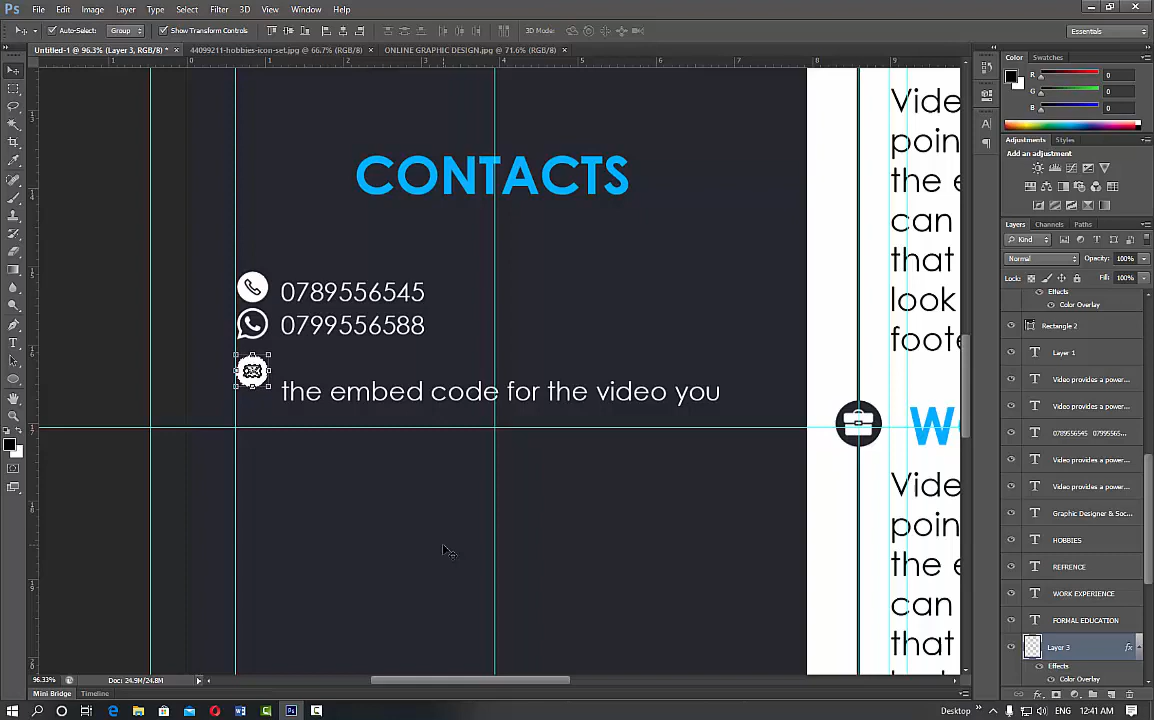 File Edit Image Layer Type Select Filter 3D View Window Help
Auto-Select: Group Show Transform Controls 3D Mode: Essentials
Untitled-1 @ 96.3% (Layer 3, RGB/8) * × 44099211-hobbies-icon-set.jpg @ 66.7% (RGB/8) × ONLINE GRAPHIC DESIGN.jpg @ 71.6% (RGB/8) ×
Color Swatches
R 0
G 0
B 0
Adjustments Styles
Add an adjustment
Layers Channels Paths
Kind
Normal Opacity: 100%
Lock: Fill: 100%
Effects
Color Overlay
Rectangle 2
Layer 1
Video provides a power...
Video provides a power...
0789556545 07995565...
Video provides a power...
Video provides a power...
Graphic Designer & Soc...
HOBBIES
REFRENCE
WORK EXPERIENCE
FORMAL EDUCATION
Layer 3 fx
Effects
Color Overlay
CONTACTS
0789556545
0799556588
the embed code for the video you
Vide
poin
the e
can
that
look
foote
W
Vide
poin
the e
can
that
96.33% Doc: 24.9M/24.8M
Mini Bridge Timeline
Desktop ENG 12:41 AM